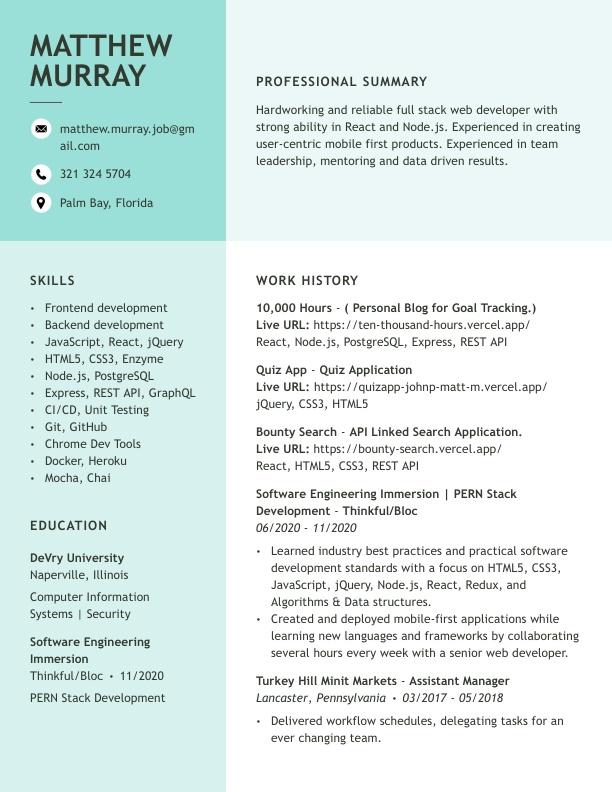 MATTHEW
MURRAY
matthew.murray.job@gm
ail.com
321 324 5704
Palm Bay, Florida
PROFESSIONAL SUMMARY
Hardworking and reliable full stack web developer with
strong ability in React and Node.js. Experienced in creating
user-centric mobile first products. Experienced in team
leadership, mentoring and data driven results.
SKILLS
• Frontend development
• Backend development
• JavaScript, React, jQuery
• HTML5, CSS3, Enzyme
• Node.js, PostgreSQL
• Express, REST API, GraphQL
• CI/CD, Unit Testing
• Git, GitHub
• Chrome Dev Tools
• Docker, Heroku
• Mocha, Chai
EDUCATION
DeVry University
Naperville, Illinois
Computer Information
Systems | Security
Software Engineering
Immersion
Thinkful/Bloc • 11/2020
PERN Stack Development
WORK HISTORY
10,000 Hours - ( Personal Blog for Goal Tracking.)
Live URL: https://ten-thousand-hours.vercel.app/
React, Node.js, PostgreSQL, Express, REST API
Quiz App - Quiz Application
Live URL: https://quizapp-johnp-matt-m.vercel.app/
jQuery, CSS3, HTML5
Bounty Search - API Linked Search Application.
Live URL: https://bounty-search.vercel.app/
React, HTML5, CSS3, REST API
Software Engineering Immersion | PERN Stack
Development - Thinkful/Bloc
06/2020 - 11/2020
• Learned industry best practices and practical software
development standards with a focus on HTML5, CSS3,
JavaScript, jQuery, Node.js, React, Redux, and
Algorithms & Data structures.
• Created and deployed mobile-first applications while
learning new languages and frameworks by collaborating
several hours every week with a senior web developer.
Turkey Hill Minit Markets - Assistant Manager
Lancaster, Pennsylvania • 03/2017 - 05/2018
• Delivered workflow schedules, delegating tasks for an
ever changing team.